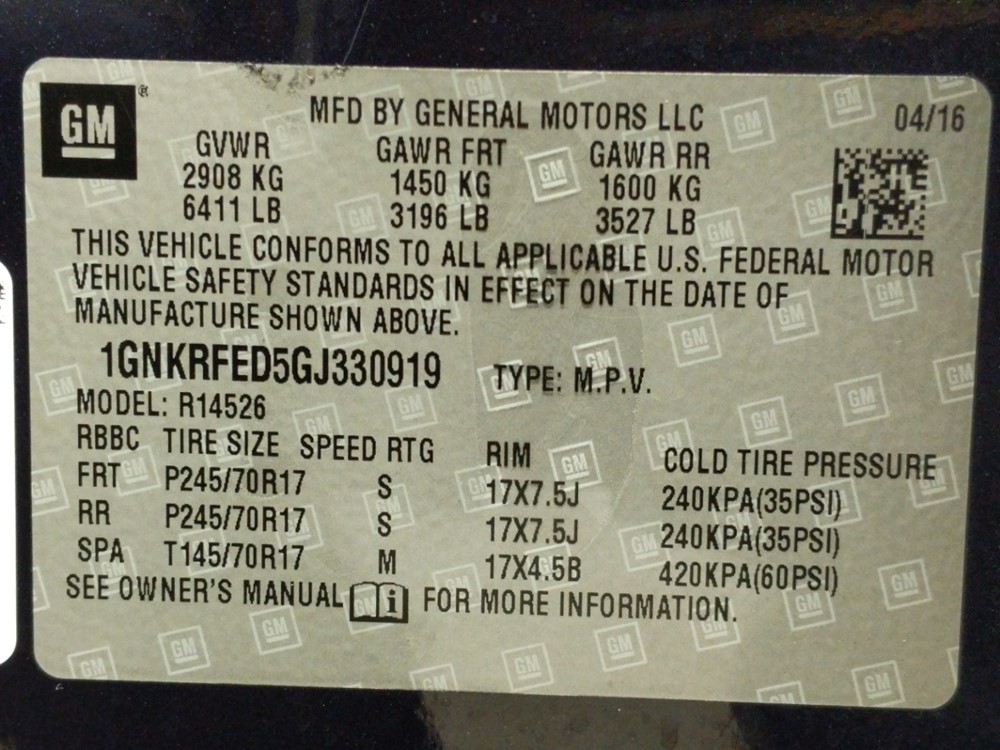 GM ®
MFD BY GENERAL MOTORS LLC 04/16
GVWR GAWR FRT GAWR RR
2908 KG 1450 KG 1600 KG
6411 LB 3196 LB 3527 LB
THIS VEHICLE CONFORMS TO ALL APPLICABLE U.S. FEDERAL MOTOR
VEHICLE SAFETY STANDARDS IN EFFECT ON THE DATE OF
MANUFACTURE SHOWN ABOVE.
1GNKRFED5GJ330919 TYPE: M.P.V.
MODEL: R14526
RBBC TIRE SIZE SPEED RTG RIM COLD TIRE PRESSURE
FRT P245/70R17 S 17X7.5J 240KPA(35PSI)
RR P245/70R17 S 17X7.5J 240KPA(35PSI)
SPA T145/70R17 M 17X4.5B 420KPA(60PSI)
SEE OWNER'S MANUAL i FOR MORE INFORMATION.